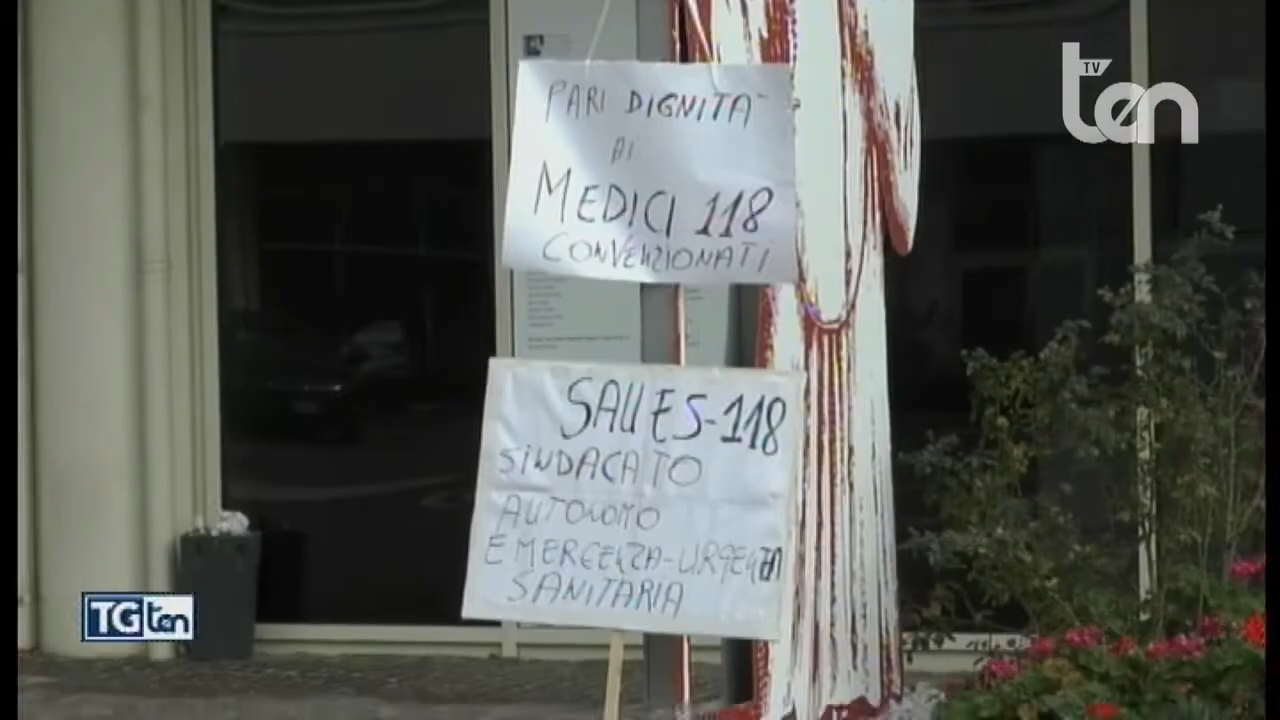 PARI DIGNITA'
AI
MEDICI 118
CONVENZIONATI
SAUES-118
SINDACATO
AUTONOMO
EMERGENZA-URGENZA
SANITARIA
TV
ten
TG ten